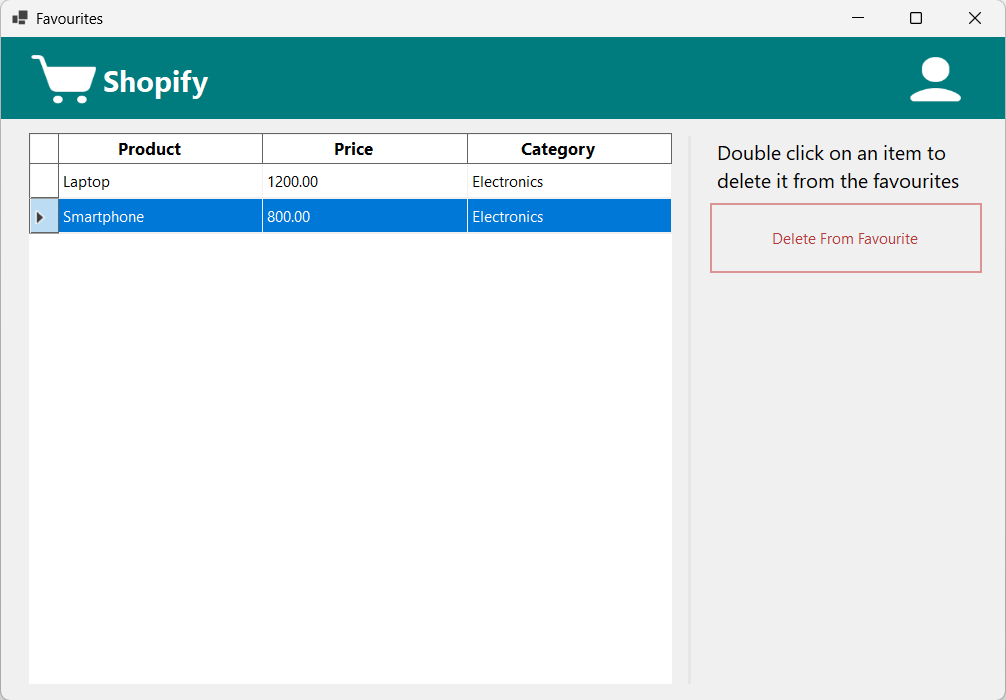 Favourites
Shopify
Product Price Category
Laptop 1200.00 Electronics
Smartphone 800.00 Electronics
Double click on an item to
delete it from the favourites
Delete From Favourite